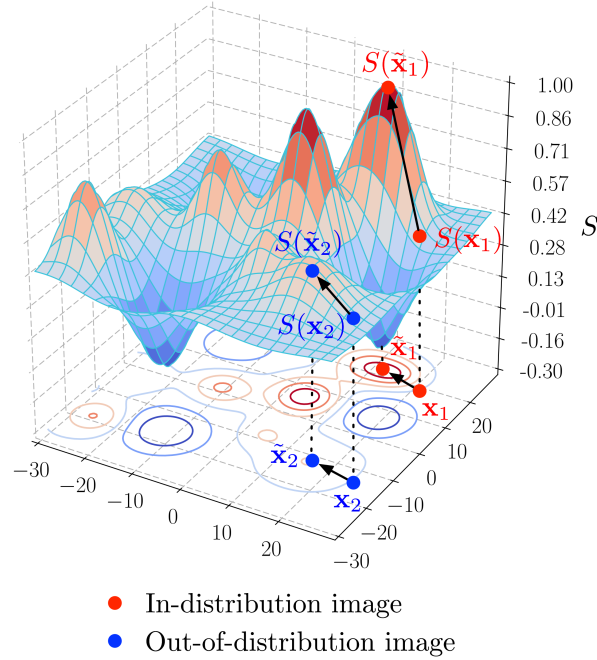 S(x̃₁)
1.00
0.86
0.71
0.57
0.42
0.28
0.13
-0.01
-0.16
-0.30
S
S(x₁)
S(x̃₂)
S(x₂)
x̃₁
x₁
x̃₂
x₂
−30
−20
−10
0
10
20
−30
−20
−10
0
10
20
In-distribution image
Out-of-distribution image